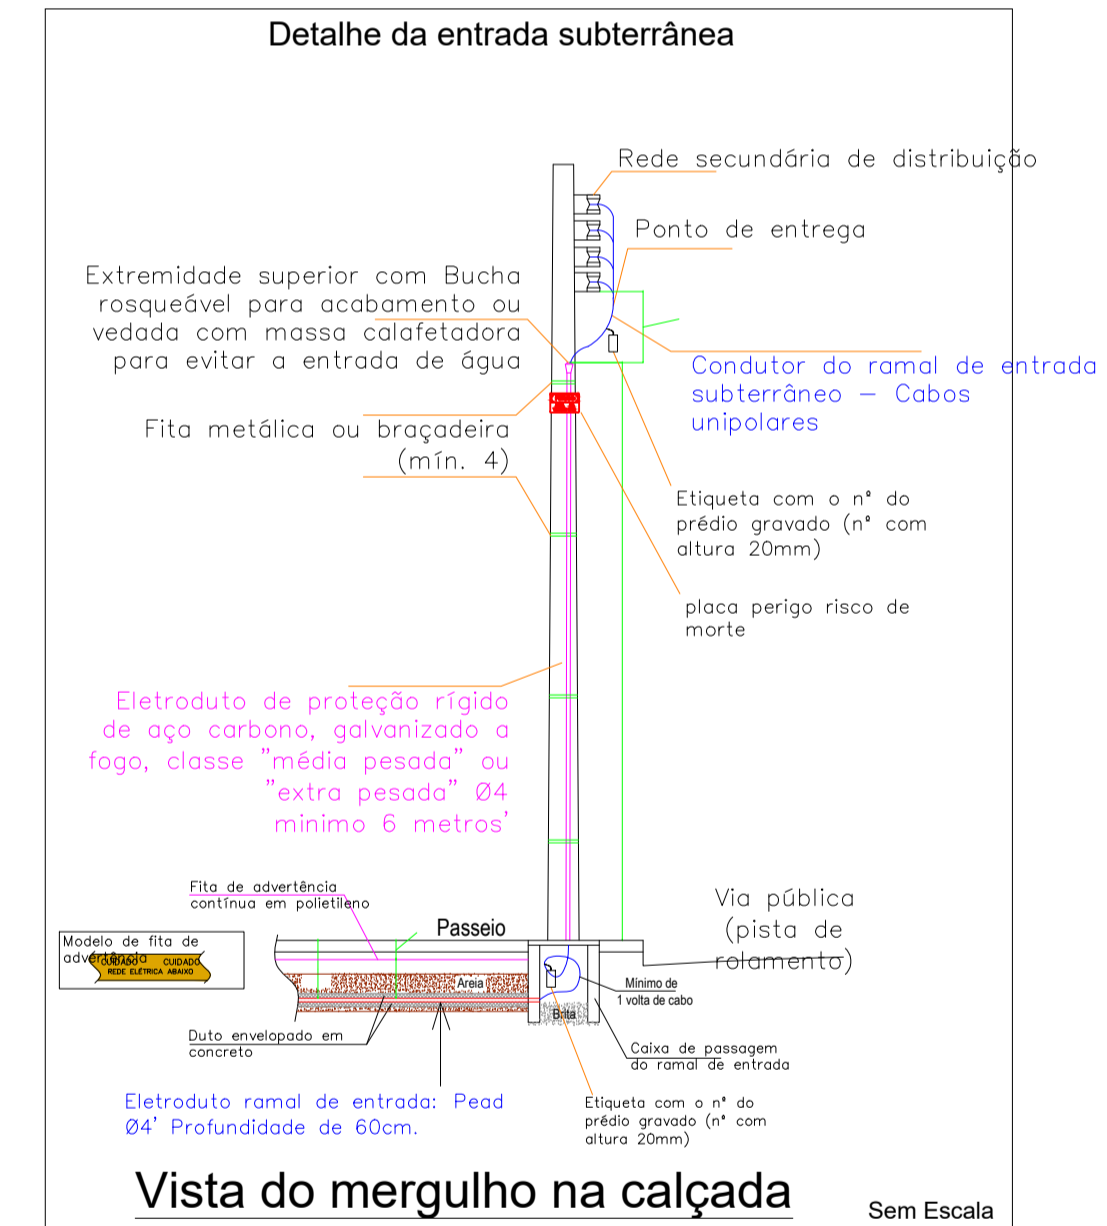 Detalhe da entrada subterrânea
Rede secundária de distribuição
Ponto de entrega
Extremidade superior com Bucha
rosqueável para acabamento ou
vedada com massa calafetadora
para evitar a entrada de água
Condutor do ramal de entrada
subterrâneo – Cabos
unipolares
Fita metálica ou braçadeira
(mín. 4)
Etiqueta com o n° do
prédio gravado (n° com
altura 20mm)
placa perigo risco de
morte
Eletroduto de proteção rígido
de aço carbono, galvanizado a
fogo, classe "média pesada" ou
"extra pesada" Ø4
minimo 6 metros'
Fita de advertência
contínua em polietileno
Passeio
Via pública
(pista de
rolamento)
Modelo de fita de
advertência
CUIDADO CUIDADO
REDE ELÉTRICA ABAIXO
Areia
Mínimo de
1 volta de cabo
Brita
Duto envelopado em
concreto
Caixa de passagem
do ramal de entrada
Eletroduto ramal de entrada: Pead
Ø4' Profundidade de 60cm.
Etiqueta com o n° do
prédio gravado (n° com
altura 20mm)
Vista do mergulho na calçada
Sem Escala